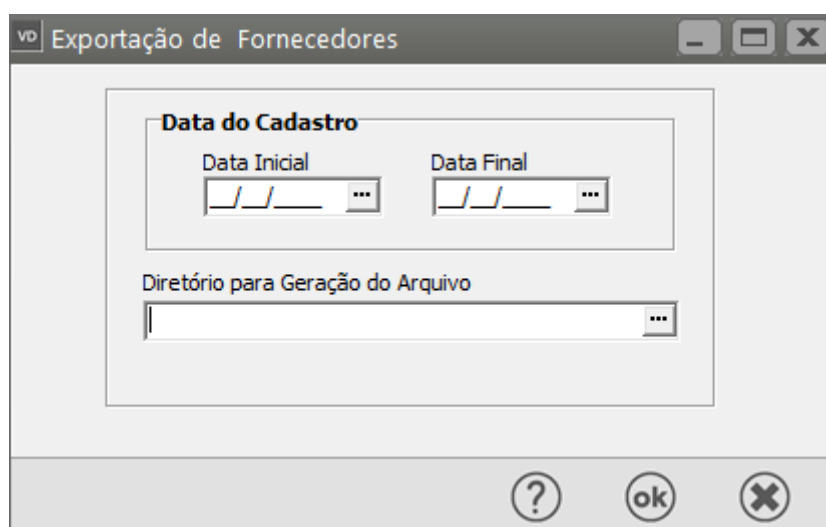 VD Exportação de Fornecedores
Data do Cadastro
Data Inicial Data Final
__/__/____ ... __/__/____ ...
Diretório para Geração do Arquivo
...
? ok